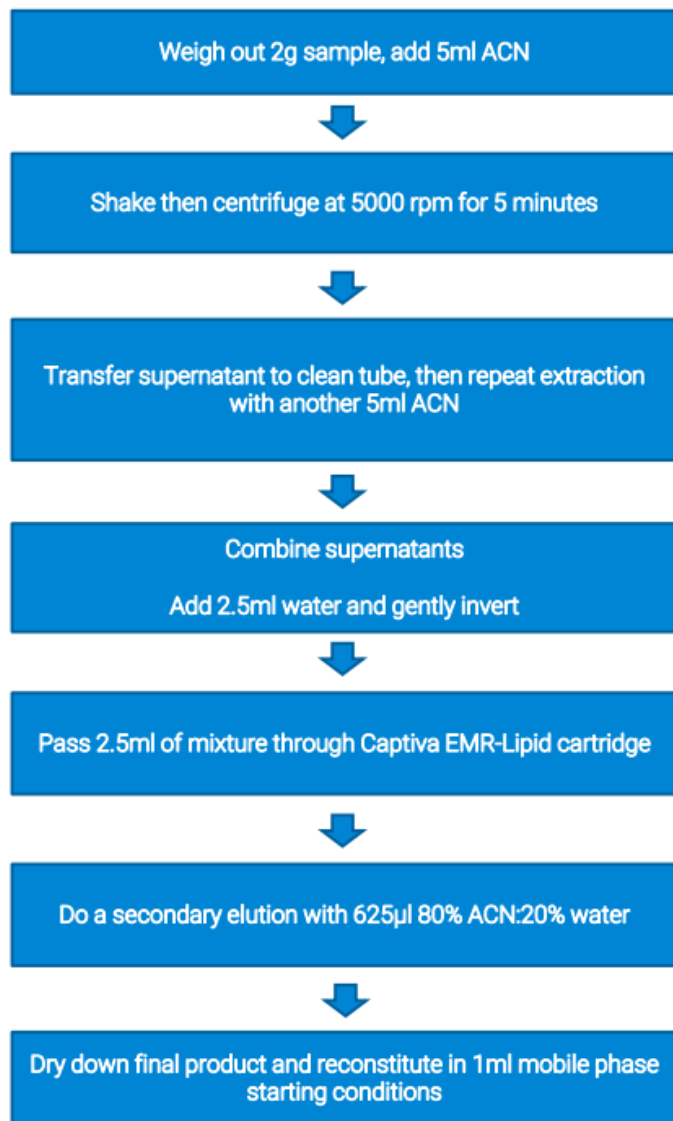 Weigh out 2g sample, add 5ml ACN
Shake then centrifuge at 5000 rpm for 5 minutes
Transfer supernatant to clean tube, then repeat extraction
with another 5ml ACN
Combine supernatants
Add 2.5ml water and gently invert
Pass 2.5ml of mixture through Captiva EMR-Lipid cartridge
Do a secondary elution with 625µl 80% ACN:20% water
Dry down final product and reconstitute in 1ml mobile phase
starting conditions